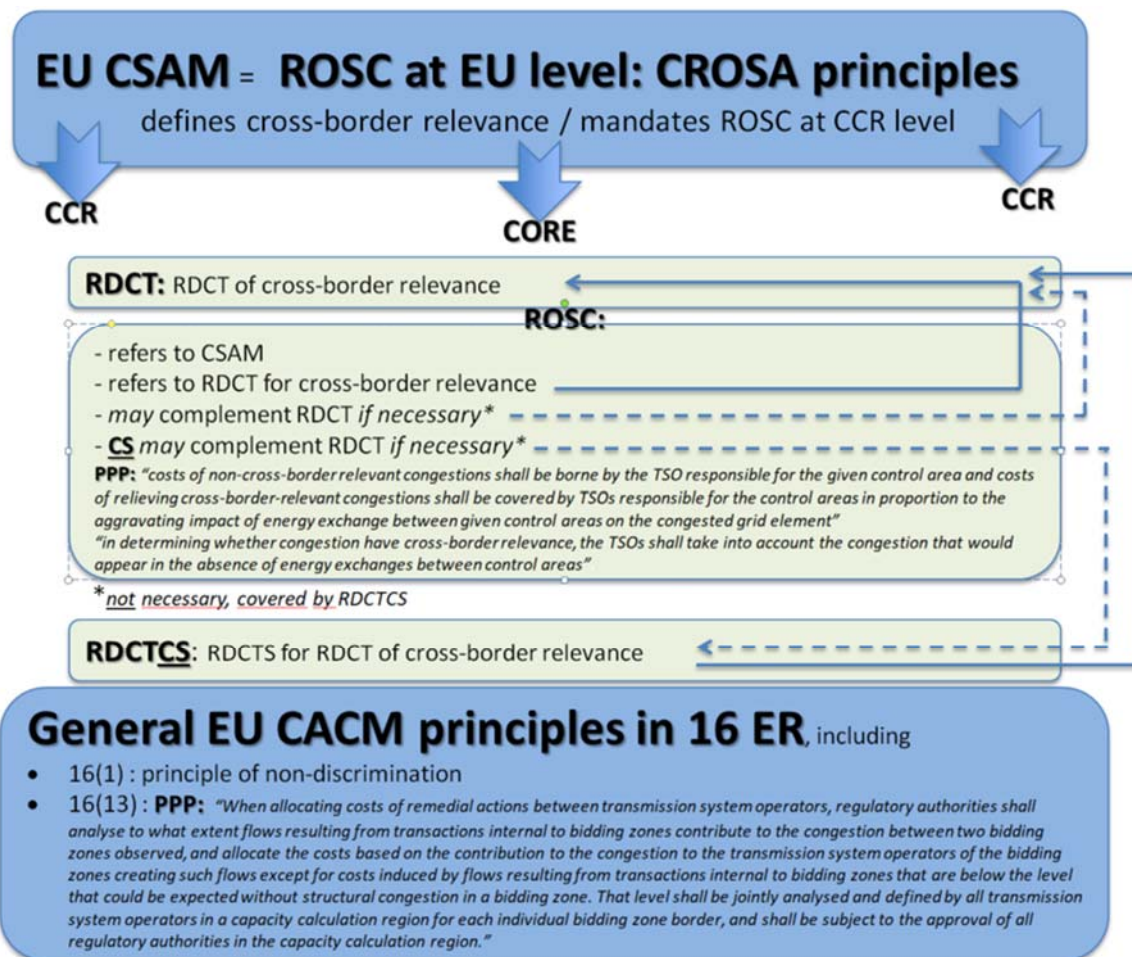 EU CSAM = ROSC at EU level: CROSA principles
defines cross-border relevance / mandates ROSC at CCR level
CCR
CORE
CCR
RDCT: RDCT of cross-border relevance
ROSC:
- refers to CSAM
- refers to RDCT for cross-border relevance
- may complement RDCT if necessary*
- CS may complement RDCT if necessary*
PPP: “costs of non-cross-border relevant congestions shall be borne by the TSO responsible for the given control area and costs
of relieving cross-border-relevant congestions shall be covered by TSOs responsible for the control areas in proportion to the
aggravating impact of energy exchange between given control areas on the congested grid element”
“in determining whether congestion have cross-border relevance, the TSOs shall take into account the congestion that would
appear in the absence of energy exchanges between control areas”
*not necessary, covered by RDCTCS
RDCTCS: RDCTS for RDCT of cross-border relevance
General EU CACM principles in 16 ER, including
• 16(1) : principle of non-discrimination
• 16(13) : PPP: “When allocating costs of remedial actions between transmission system operators, regulatory authorities shall
analyse to what extent flows resulting from transactions internal to bidding zones contribute to the congestion between two bidding
zones observed, and allocate the costs based on the contribution to the congestion to the transmission system operators of the bidding
zones creating such flows except for costs induced by flows resulting from transactions internal to bidding zones that are below the level
that could be expected without structural congestion in a bidding zone. That level shall be jointly analysed and defined by all transmission
system operators in a capacity calculation region for each individual bidding zone border, and shall be subject to the approval of all
regulatory authorities in the capacity calculation region.”